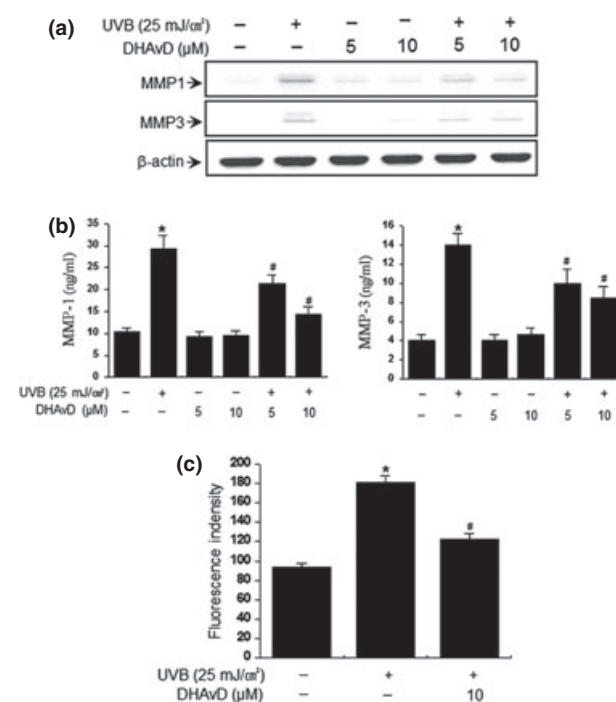 (a)
UVB (25 mJ/㎠) – + – – + +
DHAvD (μM) – – 5 10 5 10
MMP1
MMP3
β-actin
(b)
MMP-1 (ng/ml)
35
30
25
20
15
10
5
0
*
#
#
UVB (25 mJ/㎠) – + – – + +
DHAvD (μM) – – 5 10 5 10
MMP-3 (ng/ml)
16
14
12
10
8
6
4
2
0
*
#
#
– + – – + +
– – 5 10 5 10
(c)
Fluorescence indensity
200
180
160
140
120
100
80
60
40
20
0
*
#
UVB (25 mJ/㎠) – + +
DHAvD (μM) – – 10